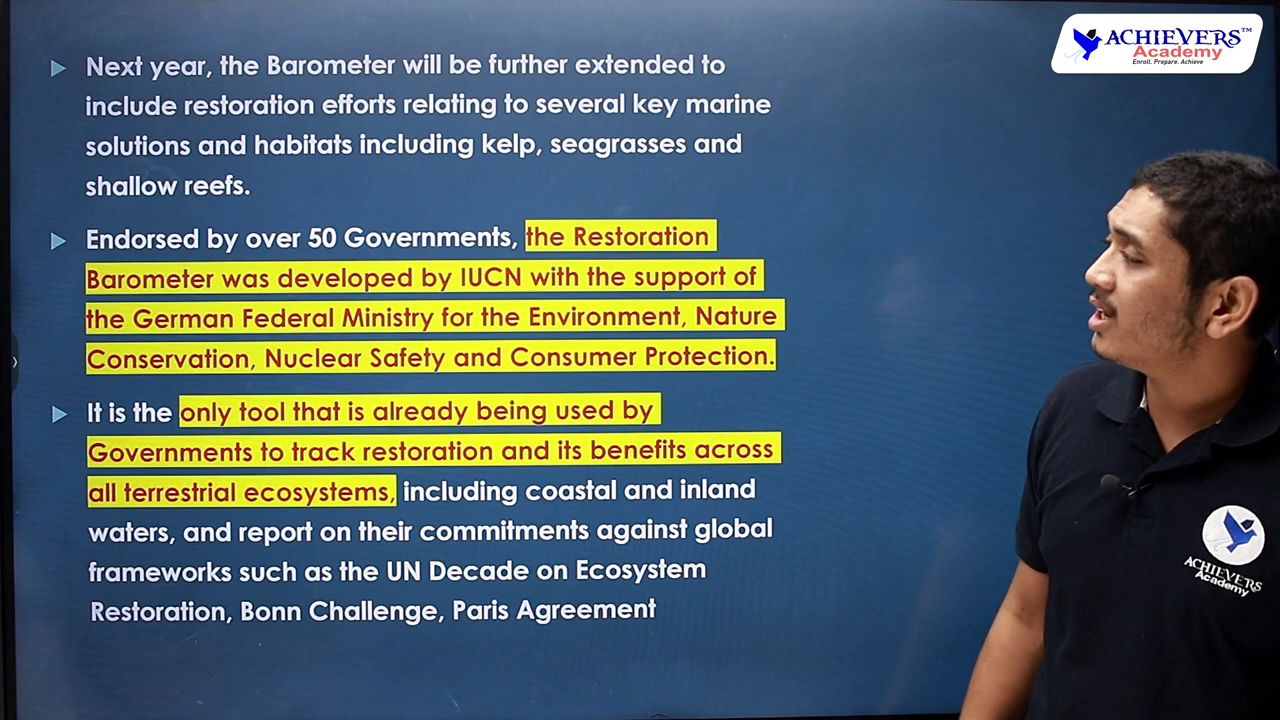 Next year, the Barometer will be further extended to
include restoration efforts relating to several key marine
solutions and habitats including kelp, seagrasses and
shallow reefs.
Endorsed by over 50 Governments, the Restoration
Barometer was developed by IUCN with the support of
the German Federal Ministry for the Environment, Nature
Conservation, Nuclear Safety and Consumer Protection.
It is the only tool that is already being used by
Governments to track restoration and its benefits across
all terrestrial ecosystems, including coastal and inland
waters, and report on their commitments against global
frameworks such as the UN Decade on Ecosystem
Restoration, Bonn Challenge, Paris Agreement
ACHIEVERS™
Academy
Enroll. Prepare. Achieve
ACHIEVERS
Academy